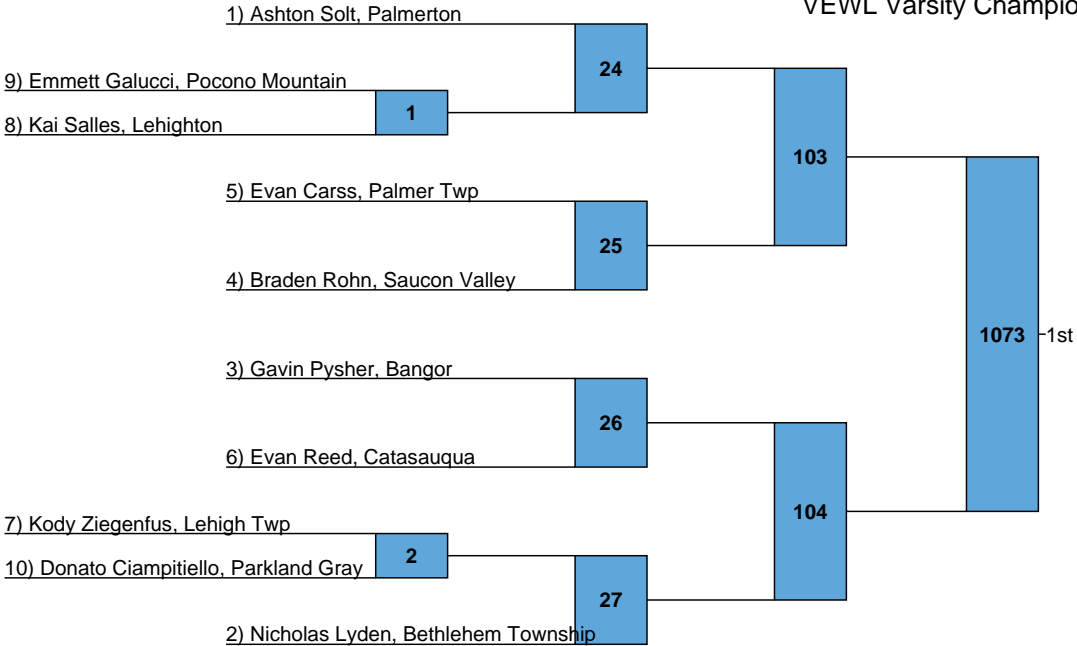 VEWL Varsity Champio
1) Ashton Solt, Palmerton
24
9) Emmett Galucci, Pocono Mountain
1
8) Kai Salles, Lehighton
103
5) Evan Carss, Palmer Twp
25
4) Braden Rohn, Saucon Valley
1073
1st
3) Gavin Pysher, Bangor
26
6) Evan Reed, Catasauqua
104
7) Kody Ziegenfus, Lehigh Twp
2
10) Donato Ciampitiello, Parkland Gray
27
2) Nicholas Lyden, Bethlehem Township